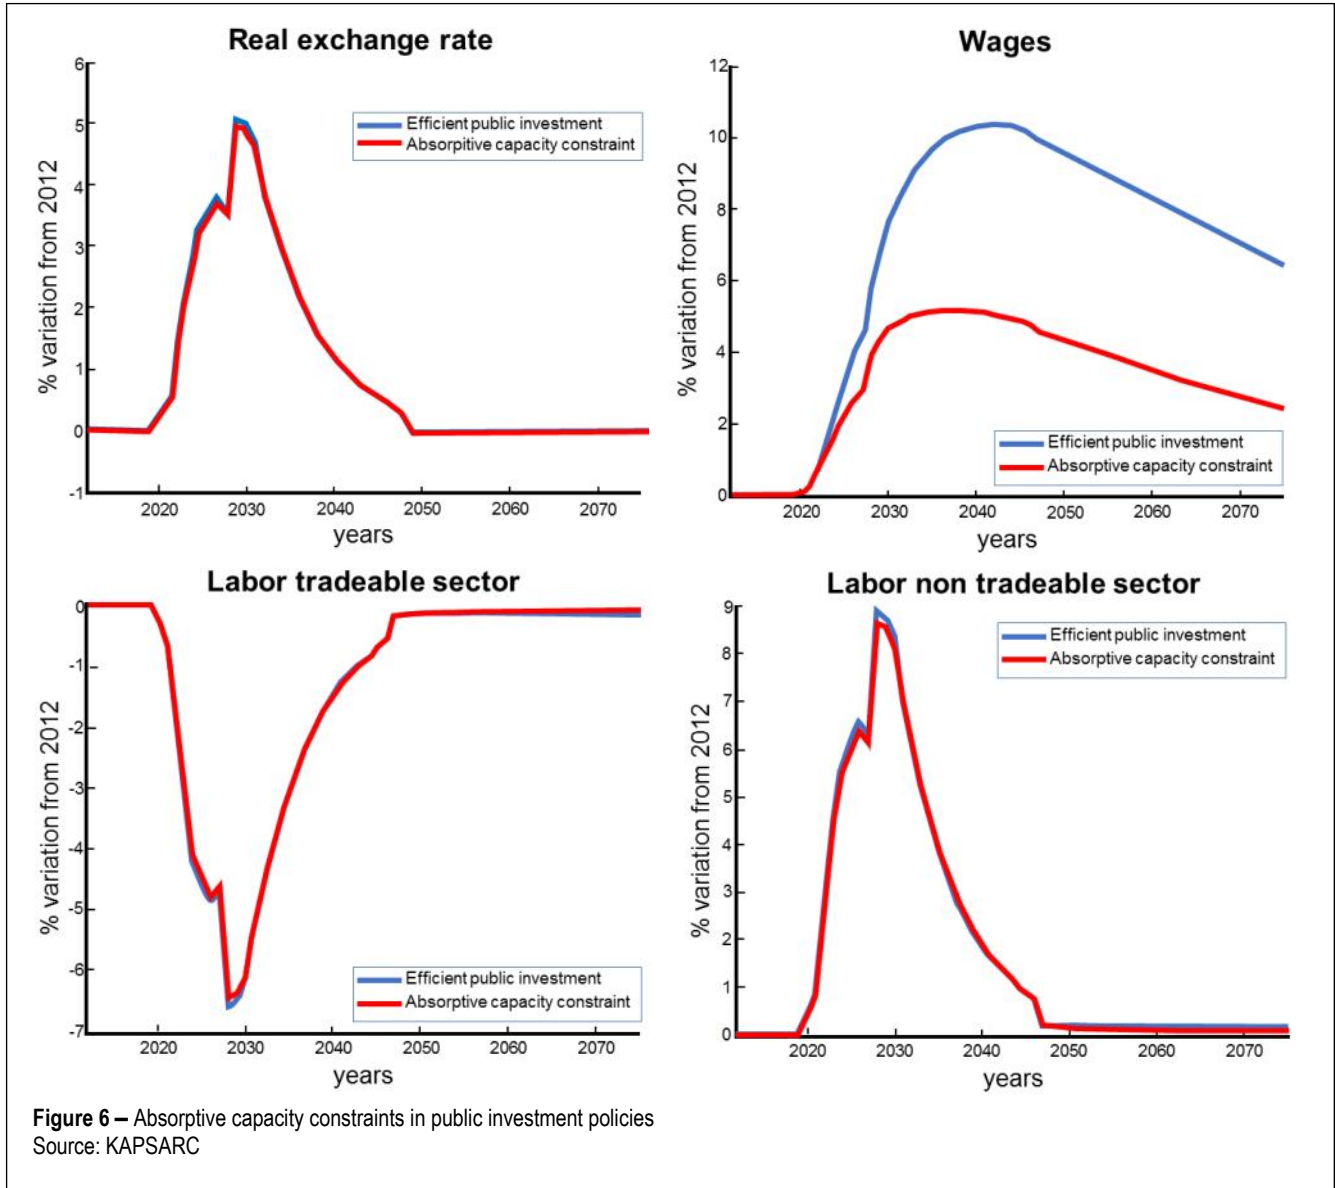 Real exchange rate
6
5
4
3
2
1
0
-1
% variation from 2012
Efficient public investment
Absorpitive capacity constraint
2020 2030 2040 2050 2060 2070
years
Wages
12
10
8
6
4
2
0
% variation from 2012
Efficient public investment
Absorptive capacity constraint
2020 2030 2040 2050 2060 2070
years
Labor tradeable sector
0
-1
-2
-3
-4
-5
-6
-7
% variation from 2012
Efficient public investment
Absorptive capacity constraint
2020 2030 2040 2050 2060 2070
years
Labor non tradeable sector
9
8
7
6
5
4
3
2
1
0
% variation from 2012
Efficient public investment
Absorptive capacity constraint
2020 2030 2040 2050 2060 2070
years
Figure 6 – Absorptive capacity constraints in public investment policies
Source: KAPSARC